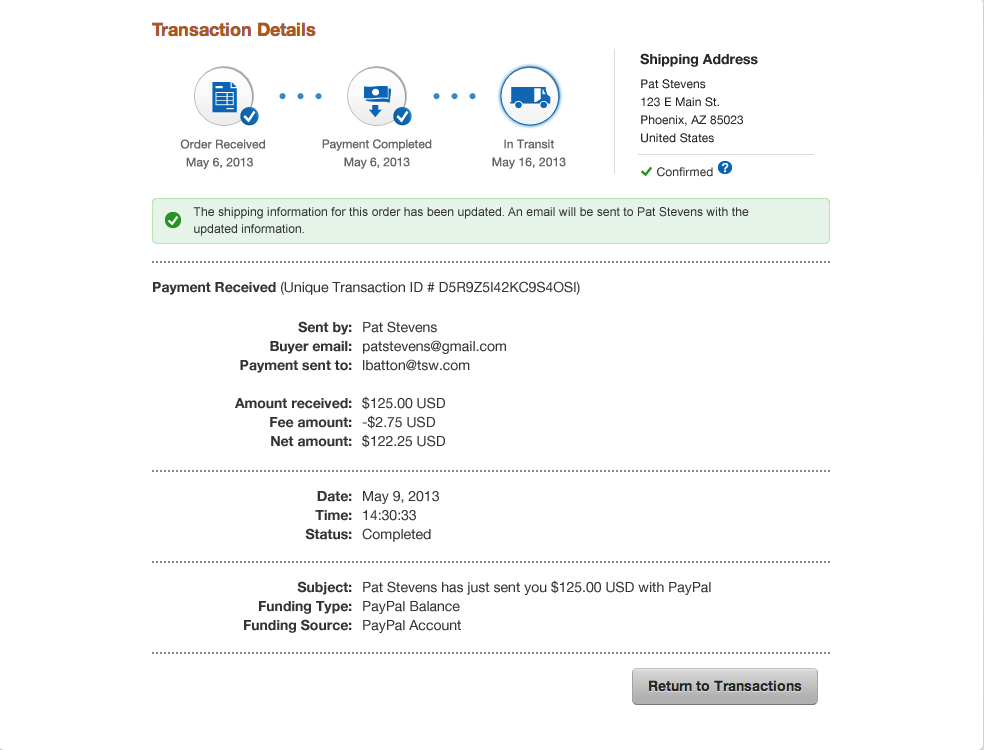 Transaction Details
Order Received
May 6, 2013
Payment Completed
May 6, 2013
In Transit
May 16, 2013
Shipping Address
Pat Stevens
123 E Main St.
Phoenix, AZ 85023
United States
Confirmed ?
The shipping information for this order has been updated. An email will be sent to Pat Stevens with the
updated information.
Payment Received (Unique Transaction ID # D5R9Z5I42KC9S4OSI)
Sent by: Pat Stevens
Buyer email: patstevens@gmail.com
Payment sent to: lbatton@tsw.com
Amount received: $125.00 USD
Fee amount: -$2.75 USD
Net amount: $122.25 USD
Date: May 9, 2013
Time: 14:30:33
Status: Completed
Subject: Pat Stevens has just sent you $125.00 USD with PayPal
Funding Type: PayPal Balance
Funding Source: PayPal Account
Return to Transactions